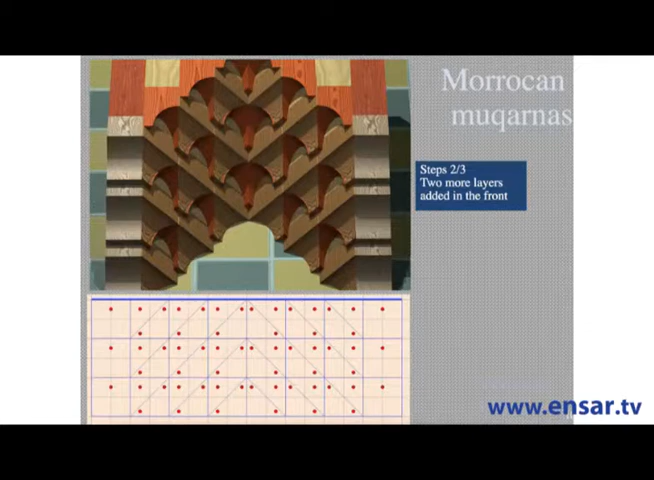 Morrocan
muqarnas
Steps 2/3
Two more layers
added in the front
www.ensar.tv